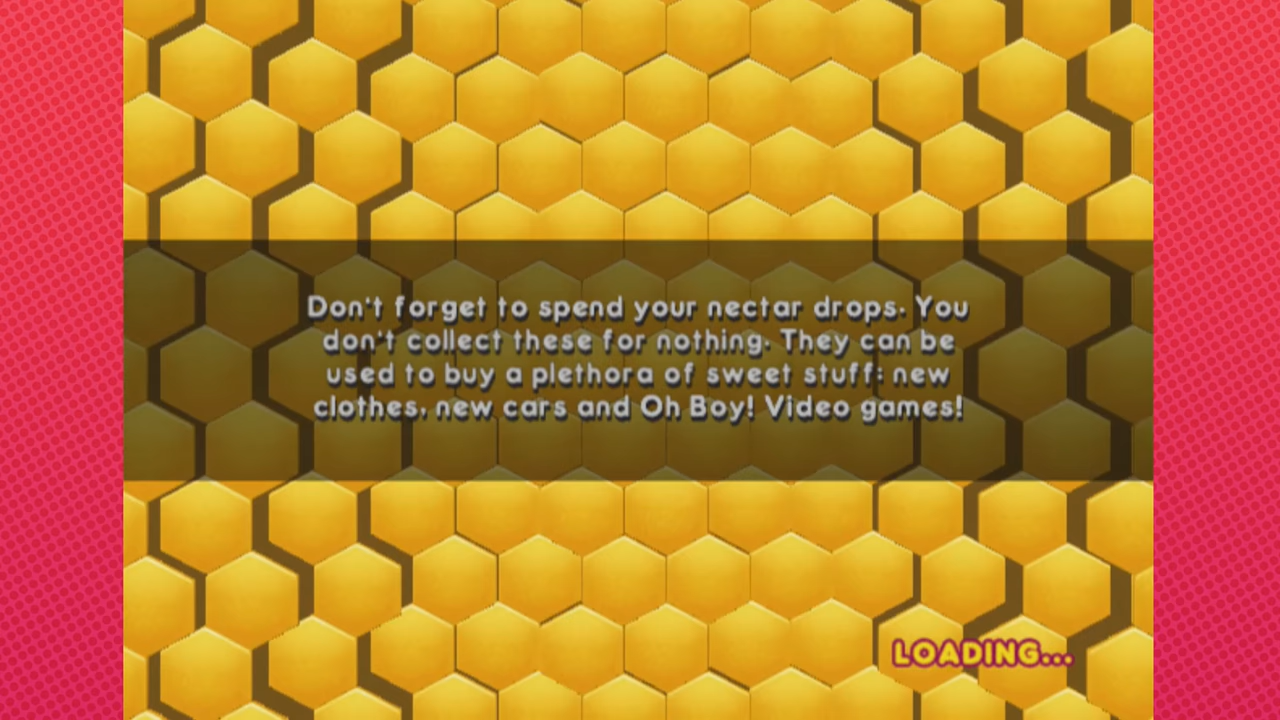 Don't forget to spend your nectar drops. You
don't collect these for nothing. They can be
used to buy a plethora of sweet stuff: new
clothes, new cars and Oh Boy! Video games!
LOADING...